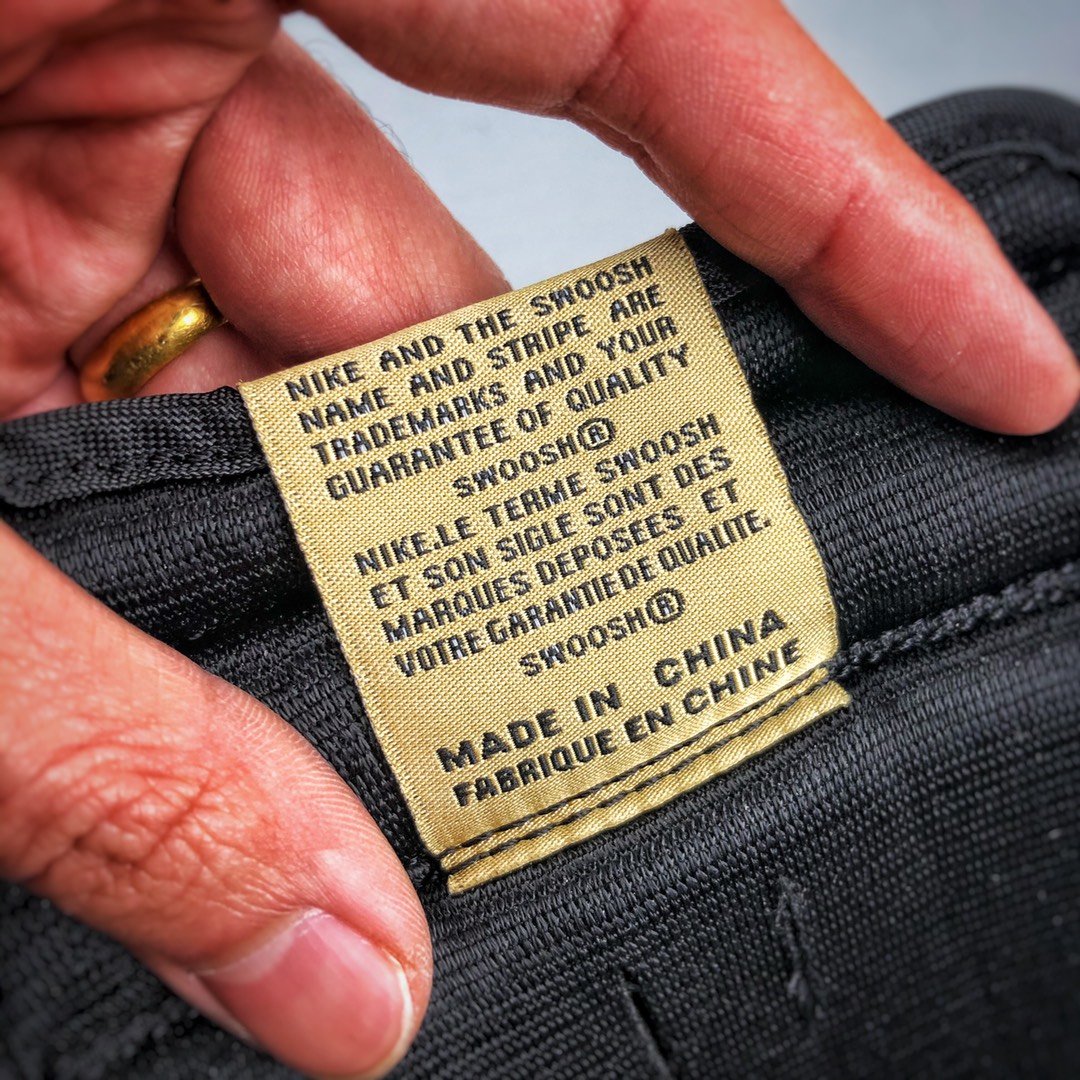 NIKE AND THE SWOOSH
NAME AND STRIPE ARE
TRADEMARKS AND YOUR
GUARANTEE OF QUALITY
SWOOSH®
NIKE.LE TERME SWOOSH
ET SON SIGLE SONT DES
MARQUES DEPOSEES ET
VOTRE GARANTIE DE QUALITE.
SWOOSH®
MADE IN CHINA
FABRIQUE EN CHINE